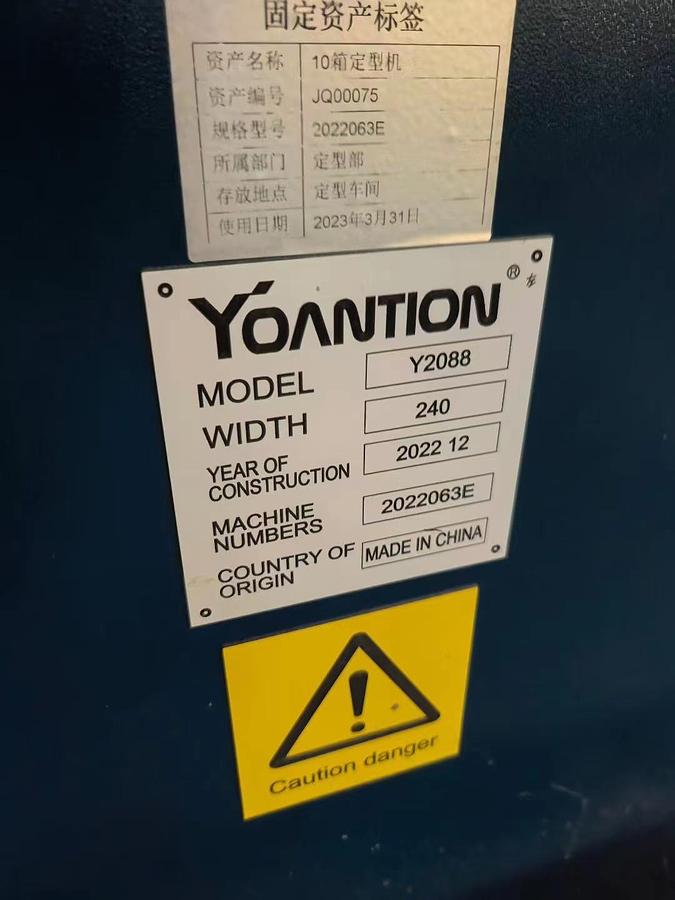 固定资产标签
资产名称 10箱定型机
资产编号 JQ00075
规格型号 2022063E
所属部门 定型部
存放地点 定型车间
使用日期 2023年3月31日
YOANTION®
左
MODEL Y2088
WIDTH 240
YEAR OF
CONSTRUCTION 2022 12
MACHINE
NUMBERS 2022063E
COUNTRY OF
ORIGIN MADE IN CHINA
Caution danger